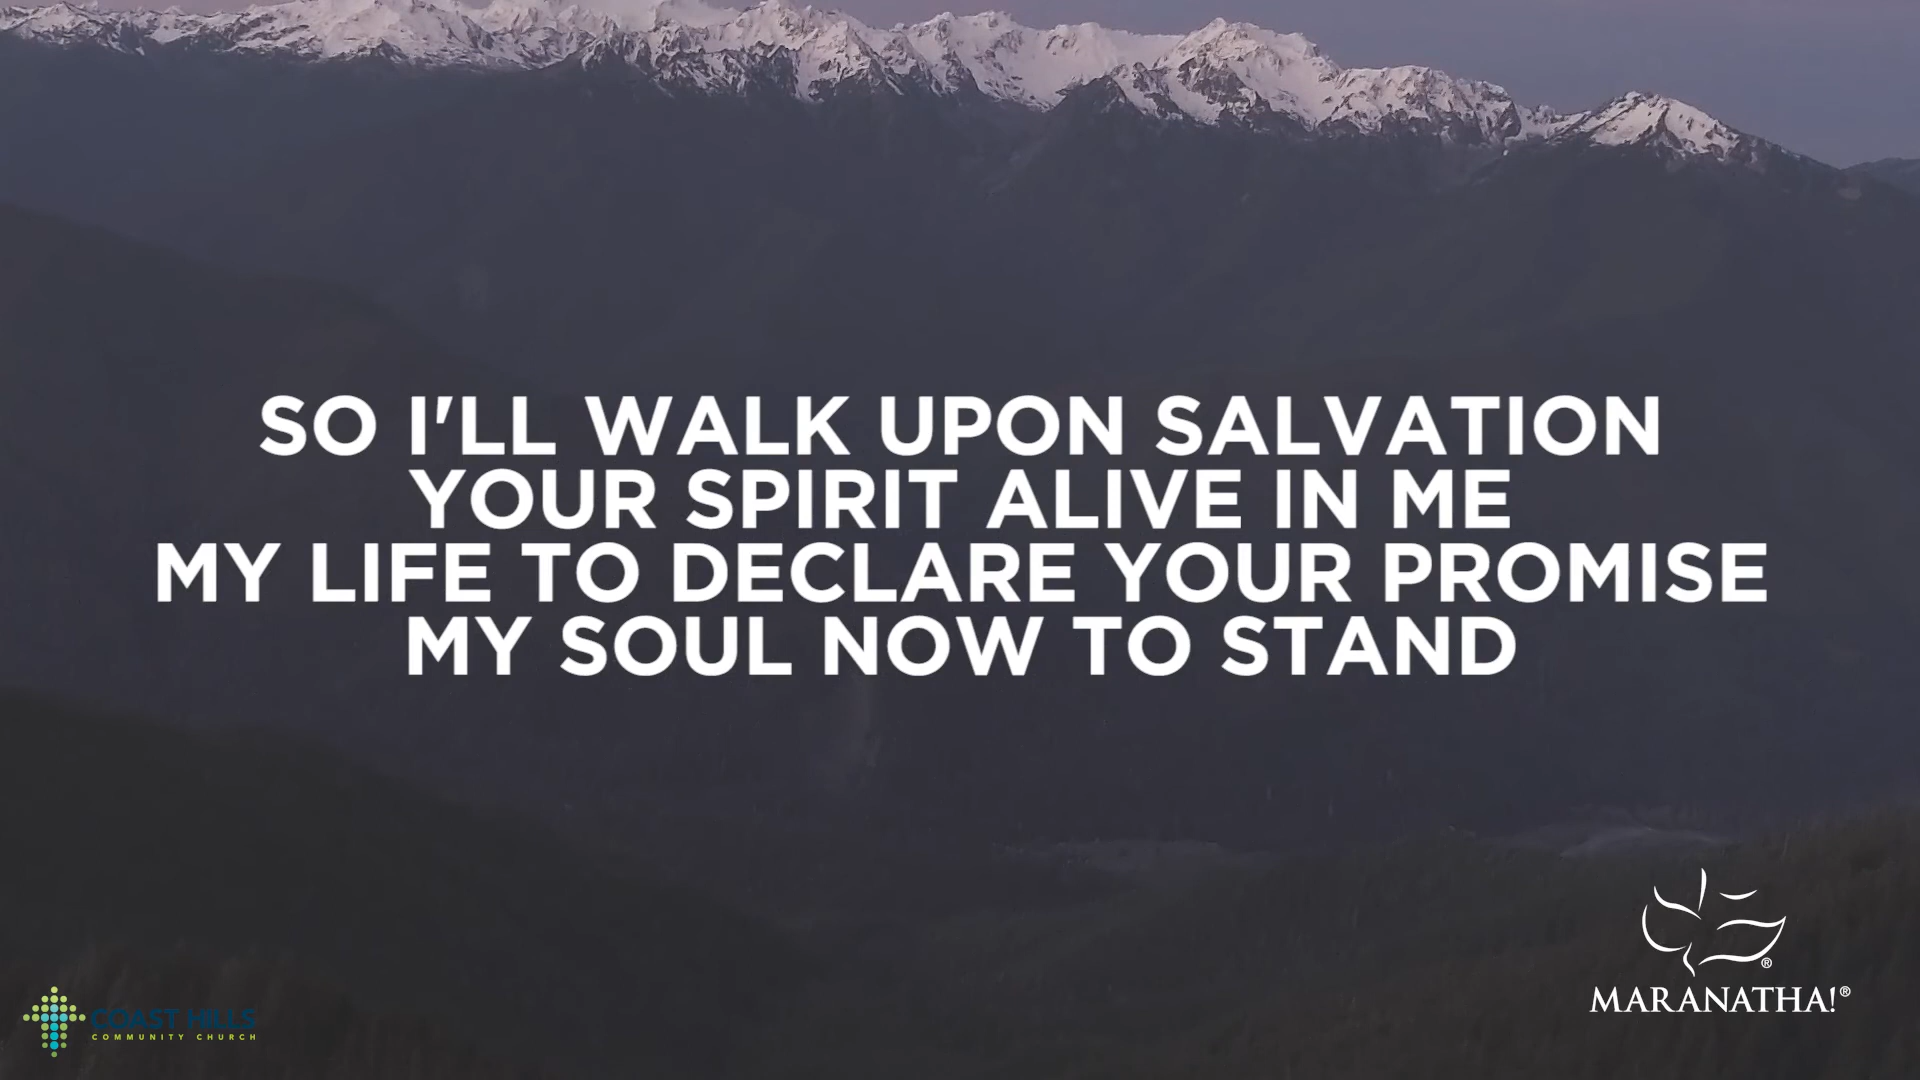 SO I'LL WALK UPON SALVATION
YOUR SPIRIT ALIVE IN ME
MY LIFE TO DECLARE YOUR PROMISE
MY SOUL NOW TO STAND
®
MARANATHA!®
COAST HILLS
COMMUNITY CHURCH